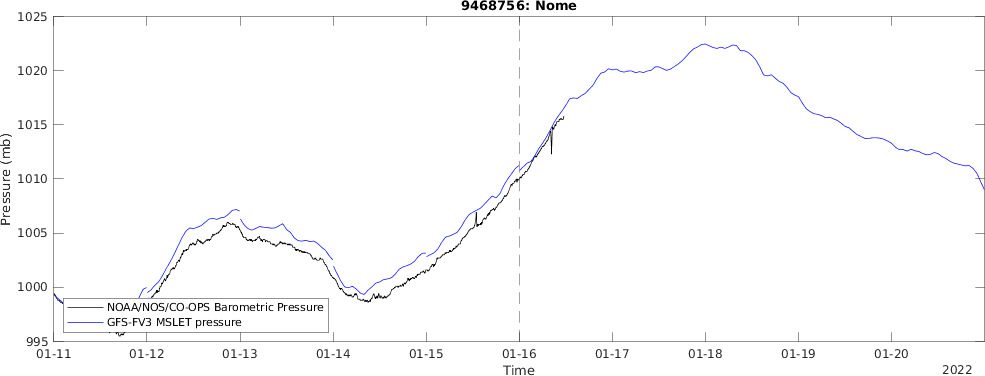 9468756: Nome
1025
1020
1015
1010
1005
1000
995
Pressure (mb)
NOAA/NOS/CO-OPS Barometric Pressure
GFS-FV3 MSLET pressure
01-11 01-12 01-13 01-14 01-15 01-16 01-17 01-18 01-19 01-20
Time
2022